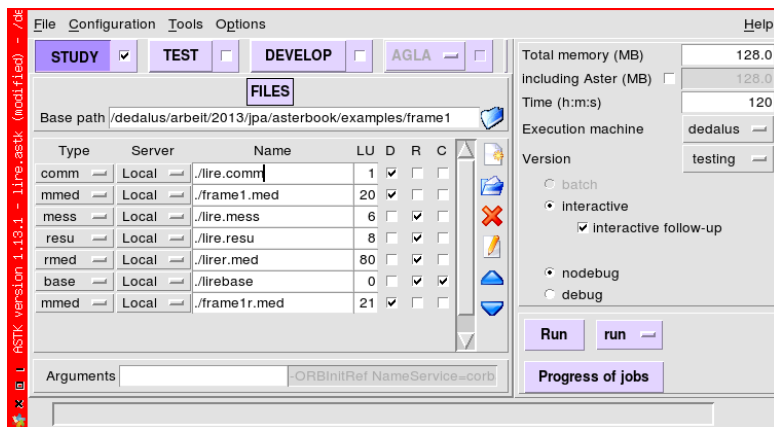 ASTK version 1.13.1 - lire.astk (modified) - /de
File Configuration Tools Options Help
STUDY TEST DEVELOP AGLA
FILES
Base path /dedalus/arbeit/2013/jpa/asterbook/examples/frame1
Type Server Name LU D R C
comm Local ./lire.comm 1
mmed Local ./frame1.med 20
mess Local ./lire.mess 6
resu Local ./lire.resu 8
rmed Local ./lirer.med 80
base Local ./lirebase 0
mmed Local ./frame1r.med 21
Arguments -ORBInitRef NameService=corb
Total memory (MB) 128.0
including Aster (MB) 128.0
Time (h:m:s) 120
Execution machine dedalus
Version testing
batch
interactive
interactive follow-up
nodebug
debug
Run run
Progress of jobs